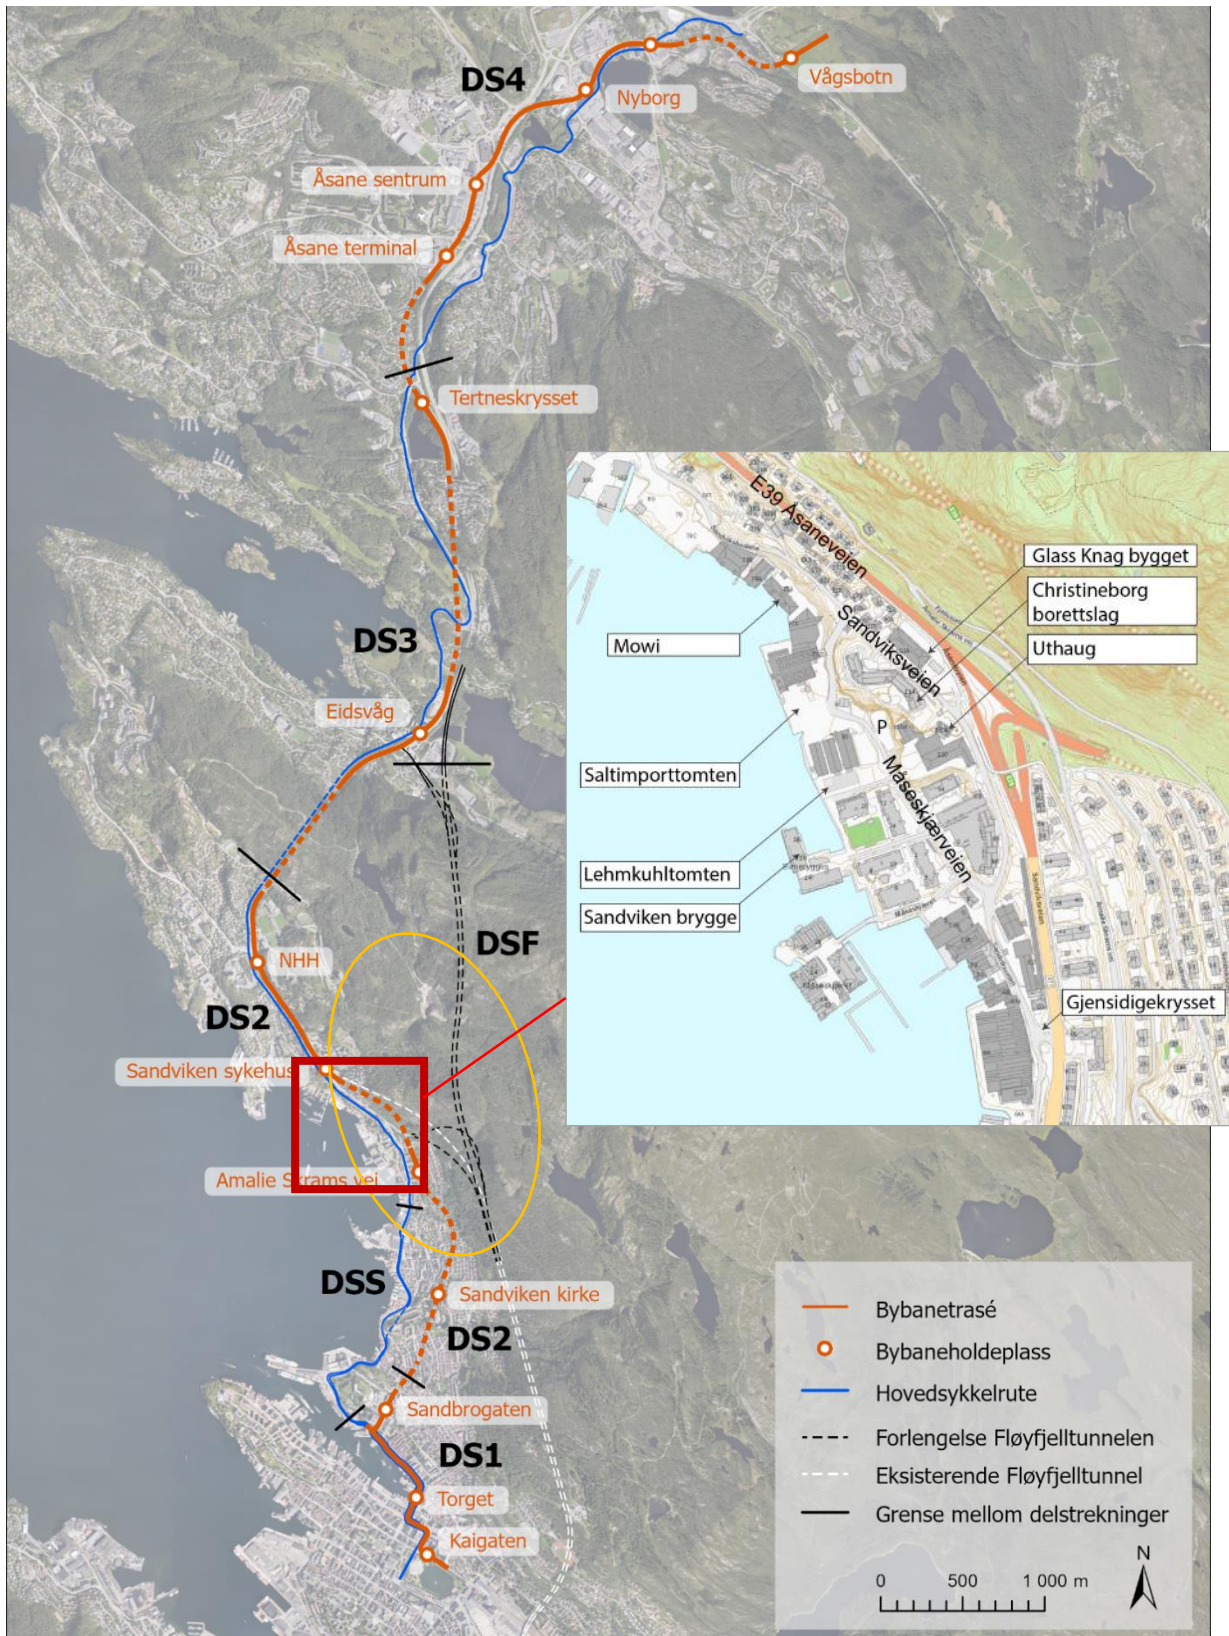 DS4
Vågsbotn
Nyborg
Åsane sentrum
Åsane terminal
Tertneskrysset
DS3
Eidsvåg
DSF
NHH
DS2
Sandviken sykehus
Amalie Skrams vei
DSS
Sandviken kirke
DS2
Sandbrogaten
DS1
Torget
Kaigaten
E39 Åsaneveien
Glass Knag bygget
Christineborg
borettslag
Uthaug
Mowi
Sandviksveien
P
Saltimporttomten
Måseskjærveien
Lehmkuhltomten
Sandviken brygge
Sandviksveien
Gjensidigekrysset
Bybanetrasé
Bybaneholdeplass
Hovedsykkelrute
Forlengelse Fløyfjelltunnelen
Eksisterende Fløyfjelltunnel
Grense mellom delstrekninger
N
0 500 1 000 m